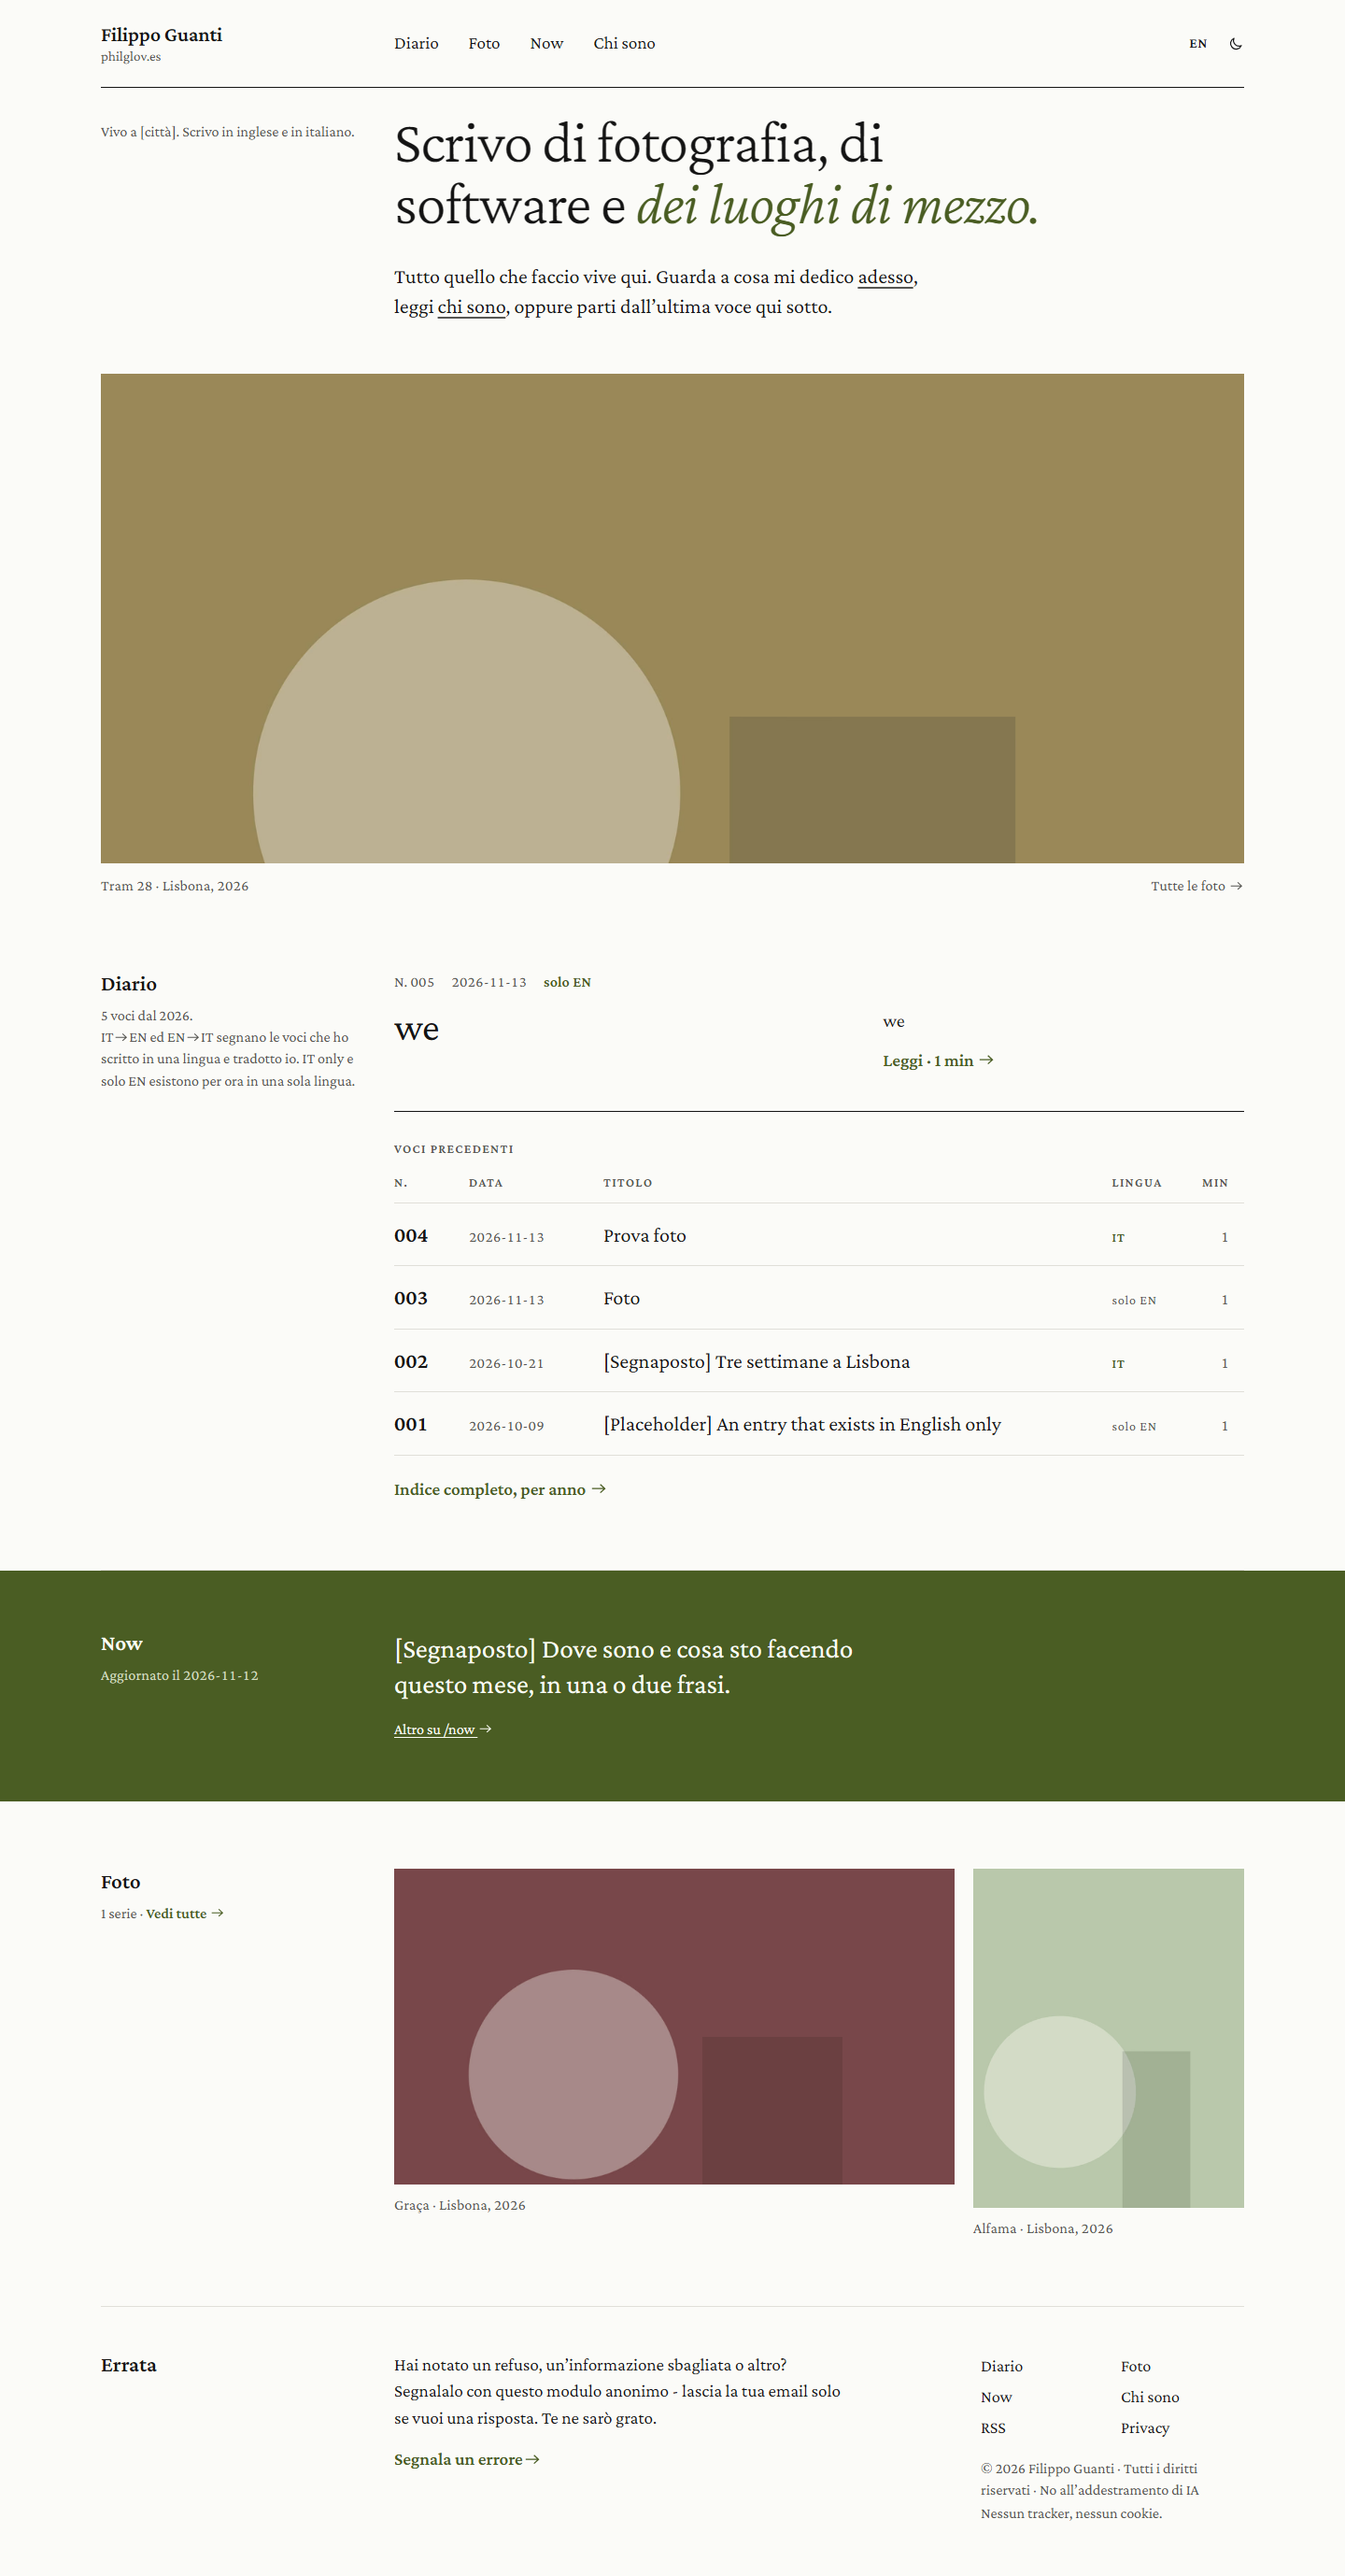 Filippo Guanti
philglov.es
Diario Foto Now Chi sono
EN
Vivo a [città]. Scrivo in inglese e in italiano.
Scrivo di fotografia, di
software e dei luoghi di mezzo.
Tutto quello che faccio vive qui. Guarda a cosa mi dedico adesso,
leggi chi sono, oppure parti dall’ultima voce qui sotto.
Tram 28 · Lisbona, 2026
Tutte le foto →
Diario
5 voci dal 2026.
IT→EN ed EN→IT segnano le voci che ho
scritto in una lingua e tradotto io. IT only e
solo EN esistono per ora in una sola lingua.
N. 005 2026-11-13 solo EN
we
we
Leggi · 1 min →
VOCI PRECEDENTI
N. DATA TITOLO LINGUA MIN
004 2026-11-13 Prova foto IT 1
003 2026-11-13 Foto solo EN 1
002 2026-10-21 [Segnaposto] Tre settimane a Lisbona IT 1
001 2026-10-09 [Placeholder] An entry that exists in English only solo EN 1
Indice completo, per anno →
Now
Aggiornato il 2026-11-12
[Segnaposto] Dove sono e cosa sto facendo
questo mese, in una o due frasi.
Altro su /now →
Foto
1 serie · Vedi tutte →
Graça · Lisbona, 2026
Alfama · Lisbona, 2026
Errata
Hai notato un refuso, un’informazione sbagliata o altro?
Segnalalo con questo modulo anonimo - lascia la tua email solo
se vuoi una risposta. Te ne sarò grato.
Segnala un errore→
Diario Foto
Now Chi sono
RSS Privacy
© 2026 Filippo Guanti · Tutti i diritti
riservati · No all’addestramento di IA
Nessun tracker, nessun cookie.